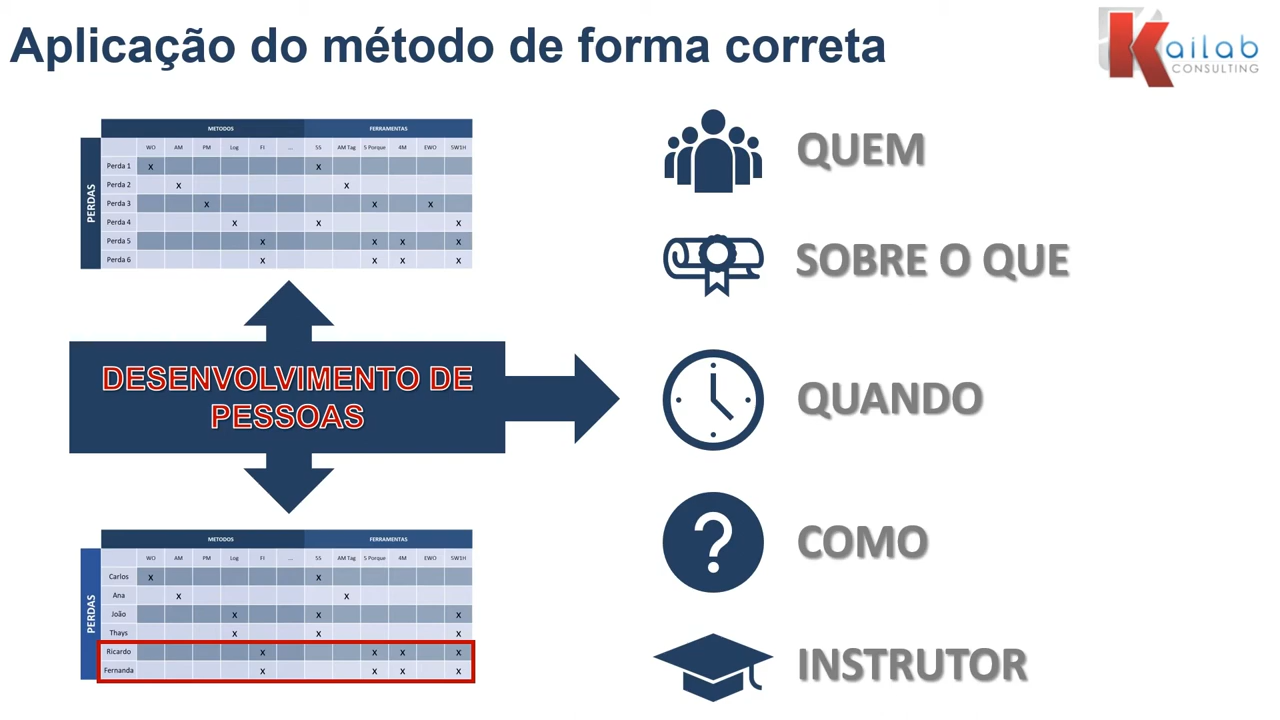 Aplicação do método de forma correta
Kailab
CONSULTING
METODOS FERRAMENTAS
WO AM PM Log FI ... 5S AM Tag 5 Porque 4M EWO 5W1H
PERDAS
Perda 1 x x
Perda 2 x x
Perda 3 x x x
Perda 4 x x x
Perda 5 x x x x
Perda 6 x x x x
DESENVOLVIMENTO DE
PESSOAS
METODOS FERRAMENTAS
WO AM PM Log FI ... 5S AM Tag 5 Porque 4M EWO 5W1H
PERDAS
Carlos x x
Ana x x
João x x x
Thays x x x
Ricardo x x x x
Fernanda x x x x
QUEM
SOBRE O QUE
QUANDO
?
COMO
INSTRUTOR